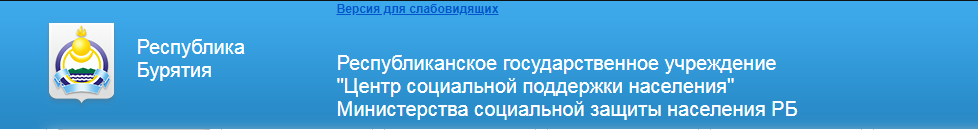 Версия для слабовидящих
Республика
Бурятия
Республиканское государственное учреждение
"Центр социальной поддержки населения"
Министерства социальной защиты населения РБ